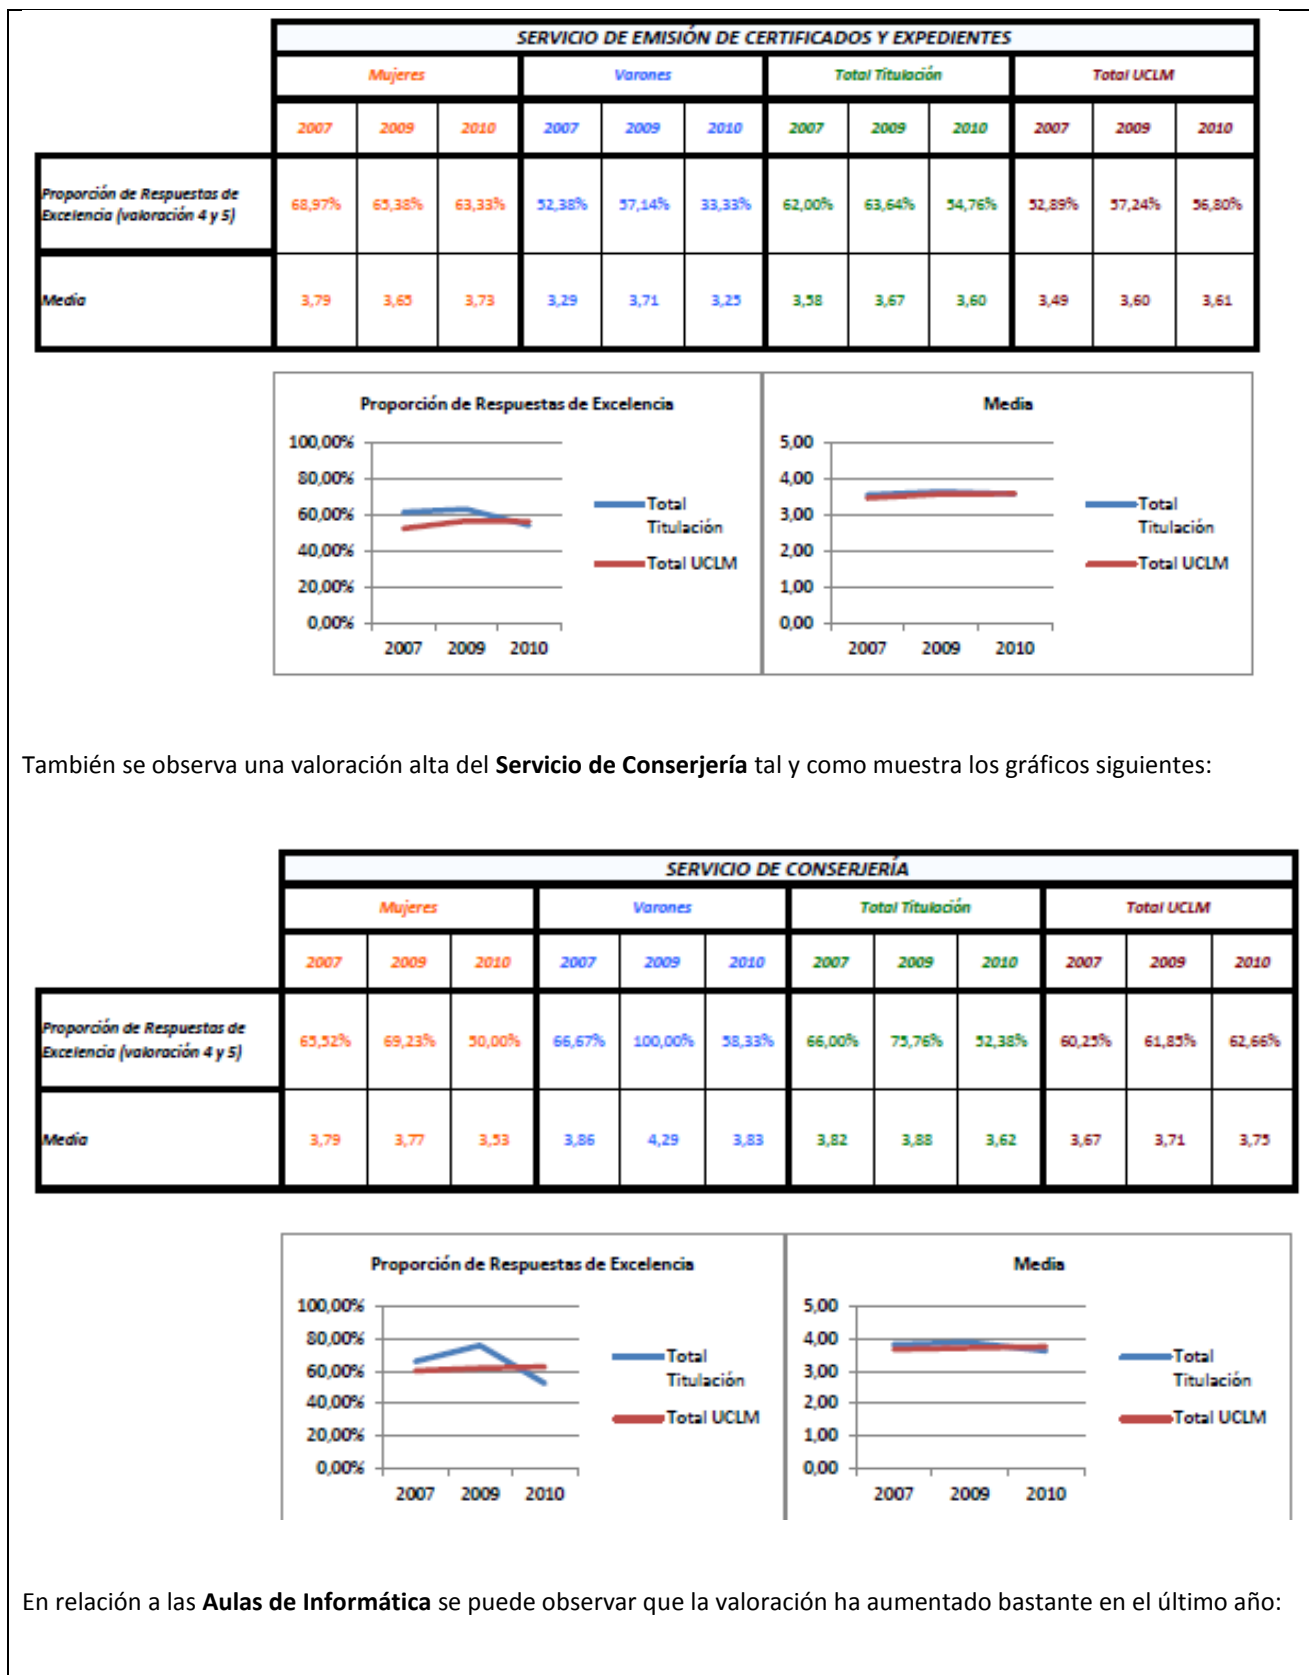 SERVICIO DE EMISIÓN DE CERTIFICADOS Y EXPEDIENTES
Mujeres Varones Total Titulación Total UCLM
2007 2009 2010 2007 2009 2010 2007 2009 2010 2007 2009 2010
Proporción de Respuestas de
Excelencia (valoración 4 y 5)
68,97% 65,38% 63,33% 52,38% 57,14% 33,33% 62,00% 63,64% 54,76% 52,89% 57,24% 56,80%
Media 3,79 3,65 3,73 3,29 3,71 3,25 3,58 3,67 3,60 3,49 3,60 3,61
Proporción de Respuestas de Excelencia
100,00%
80,00%
60,00%
40,00%
20,00%
0,00%
2007 2009 2010
Total
Titulación
Total UCLM
Media
5,00
4,00
3,00
2,00
1,00
0,00
2007 2009 2010
Total
Titulación
Total UCLM
También se observa una valoración alta del Servicio de Conserjería tal y como muestra los gráficos siguientes:
SERVICIO DE CONSERJERÍA
Mujeres Varones Total Titulación Total UCLM
2007 2009 2010 2007 2009 2010 2007 2009 2010 2007 2009 2010
Proporción de Respuestas de
Excelencia (valoración 4 y 5)
65,52% 69,23% 50,00% 66,67% 100,00% 58,33% 66,00% 75,76% 52,38% 60,25% 61,85% 62,66%
Media 3,79 3,77 3,53 3,86 4,29 3,83 3,82 3,88 3,62 3,67 3,71 3,75
Proporción de Respuestas de Excelencia
100,00%
80,00%
60,00%
40,00%
20,00%
0,00%
2007 2009 2010
Total
Titulación
Total UCLM
Media
5,00
4,00
3,00
2,00
1,00
0,00
2007 2009 2010
Total
Titulación
Total UCLM
En relación a las Aulas de Informática se puede observar que la valoración ha aumentado bastante en el último año: